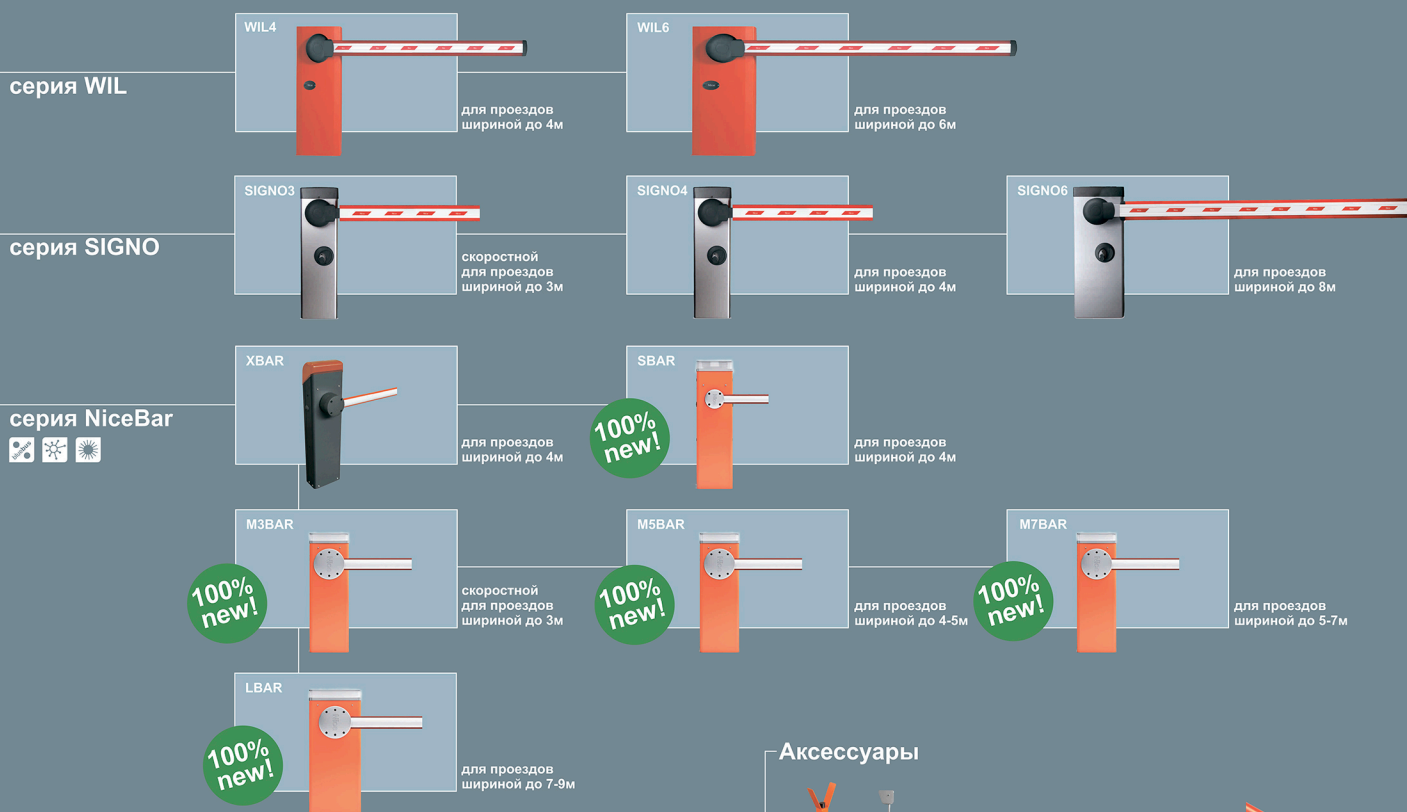 WIL4
WIL6
серия WIL
для проездов
шириной до 4м
для проездов
шириной до 6м
SIGNO3
SIGNO4
SIGNO6
серия SIGNO
скоростной
для проездов
шириной до 3м
для проездов
шириной до 4м
для проездов
шириной до 8м
XBAR
SBAR
серия NiceBar
bluebus
для проездов
шириной до 4м
100%
new!
для проездов
шириной до 4м
M3BAR
M5BAR
M7BAR
100%
new!
скоростной
для проездов
шириной до 3м
100%
new!
для проездов
шириной до 4-5м
100%
new!
для проездов
шириной до 5-7м
LBAR
100%
new!
для проездов
шириной до 7-9м
Аксессуары